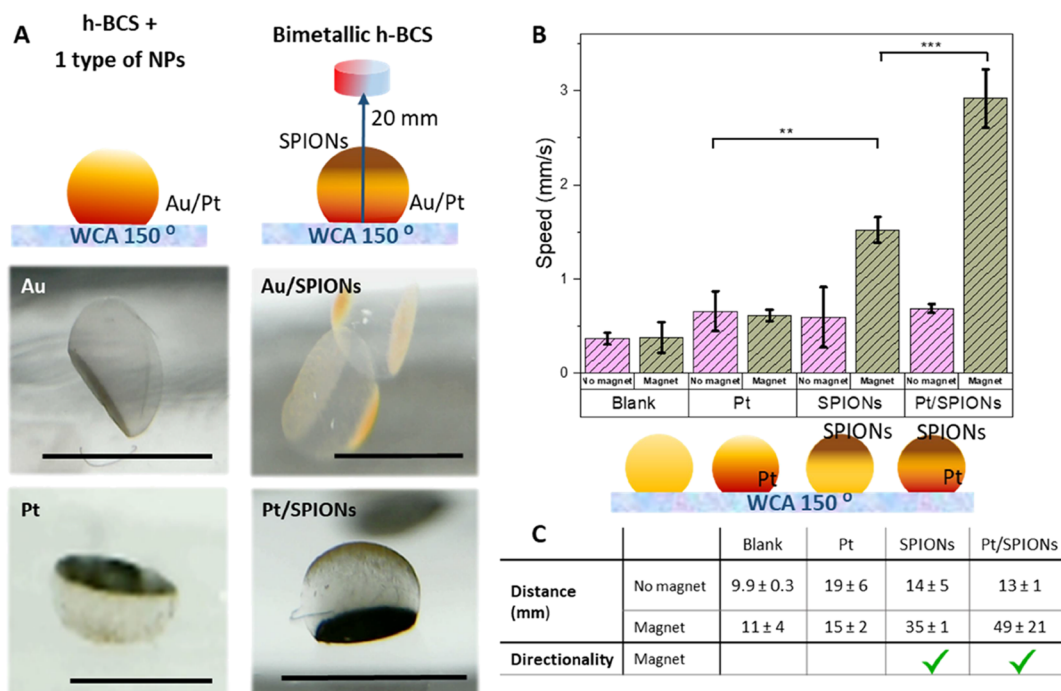 A
h-BCS +
1 type of NPs
Bimetallic h-BCS
20 mm
SPIONs
Au/Pt
Au/Pt
WCA 150 º
WCA 150 º
Au
Au/SPIONs
Pt
Pt/SPIONs
B
***
**
Speed (mm/s)
3
2
1
0
No magnet Magnet No magnet Magnet No magnet Magnet No magnet Magnet
Blank Pt SPIONs Pt/SPIONs
SPIONs SPIONs
Pt Pt
WCA 150 º
C
Blank Pt SPIONs Pt/SPIONs
Distance (mm) No magnet 9.9 ± 0.3 19 ± 6 14 ± 5 13 ± 1
Magnet 11 ± 4 15 ± 2 35 ± 1 49 ± 21
Directionality Magnet ✓ ✓